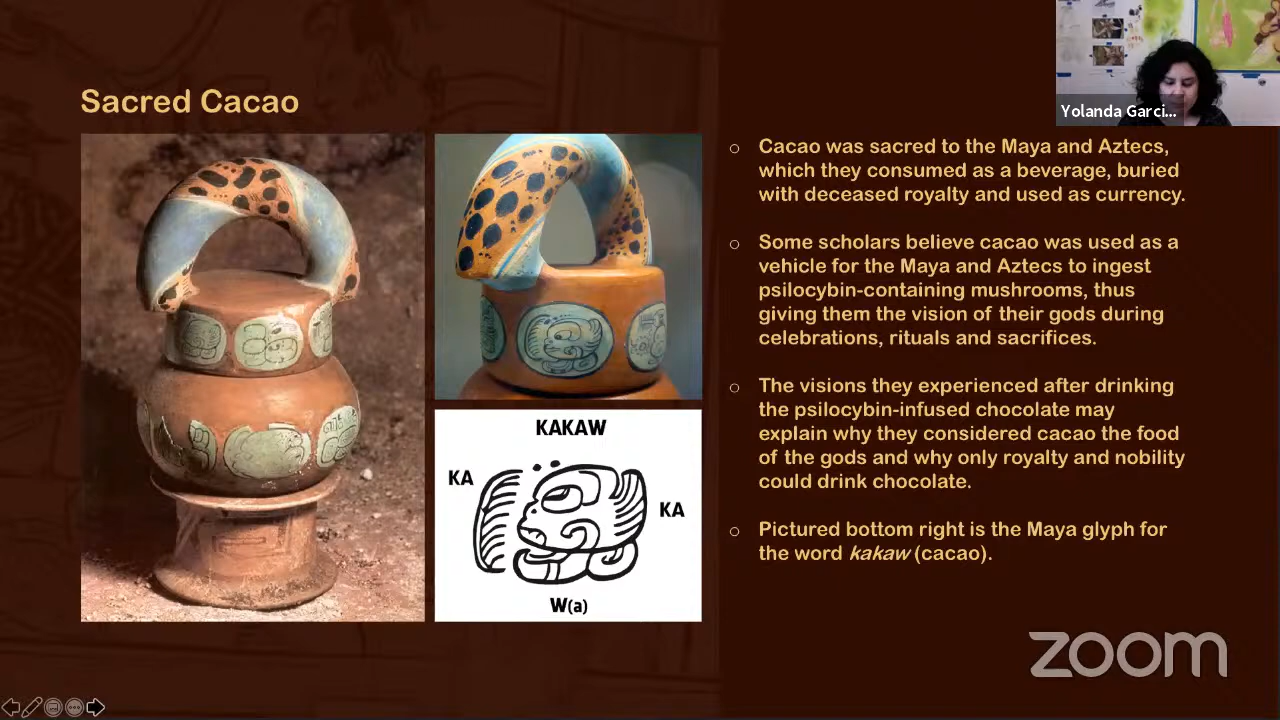 Sacred Cacao
KAKAW
KA
KA
W(a)
Cacao was sacred to the Maya and Aztecs,
which they consumed as a beverage, buried
with deceased royalty and used as currency.
Some scholars believe cacao was used as a
vehicle for the Maya and Aztecs to ingest
psilocybin-containing mushrooms, thus
giving them the vision of their gods during
celebrations, rituals and sacrifices.
The visions they experienced after drinking
the psilocybin-infused chocolate may
explain why they considered cacao the food
of the gods and why only royalty and nobility
could drink chocolate.
Pictured bottom right is the Maya glyph for
the word kakaw (cacao).
Yolanda Garci...
zoom